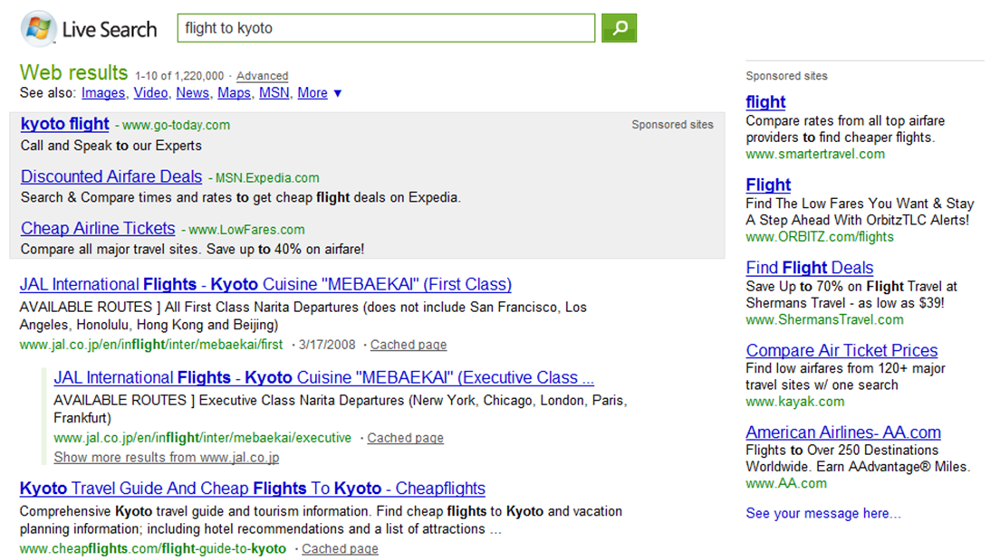 Live Search
flight to kyoto
Web results 1-10 of 1,220,000 · Advanced
See also: Images, Video, News, Maps, MSN, More ▼
kyoto flight - www.go-today.com
Sponsored sites
Call and Speak to our Experts
Discounted Airfare Deals - MSN.Expedia.com
Search & Compare times and rates to get cheap flight deals on Expedia.
Cheap Airline Tickets - www.LowFares.com
Compare all major travel sites. Save up to 40% on airfare!
JAL International Flights - Kyoto Cuisine "MEBAEKAI" (First Class)
AVAILABLE ROUTES ] All First Class Narita Departures (does not include San Francisco, Los
Angeles, Honolulu, Hong Kong and Beijing)
www.jal.co.jp/en/inflight/inter/mebaekai/first · 3/17/2008 · Cached page
JAL International Flights - Kyoto Cuisine "MEBAEKAI" (Executive Class ...
AVAILABLE ROUTES ] Executive Class Narita Departures (New York, Chicago, London, Paris,
Frankfurt)
www.jal.co.jp/en/inflight/inter/mebaekai/executive · Cached page
Show more results from www.jal.co.jp
Kyoto Travel Guide And Cheap Flights To Kyoto - Cheapflights
Comprehensive Kyoto travel guide and tourism information. Find cheap flights to Kyoto and vacation
planning information; including hotel recommendations and a list of attractions ...
www.cheapflights.com/flight-guide-to-kyoto · Cached page
Sponsored sites
flight
Compare rates from all top airfare
providers to find cheaper flights.
www.smartertravel.com
Flight
Find The Low Fares You Want & Stay
A Step Ahead With OrbitzTLC Alerts!
www.ORBITZ.com/flights
Find Flight Deals
Save Up to 70% on Flight Travel at
Shermans Travel - as low as $39!
www.ShermansTravel.com
Compare Air Ticket Prices
Find low airfares from 120+ major
travel sites w/ one search
www.kayak.com
American Airlines- AA.com
Flights to Over 250 Destinations
Worldwide. Earn AAdvantage® Miles.
www.AA.com
See your message here...